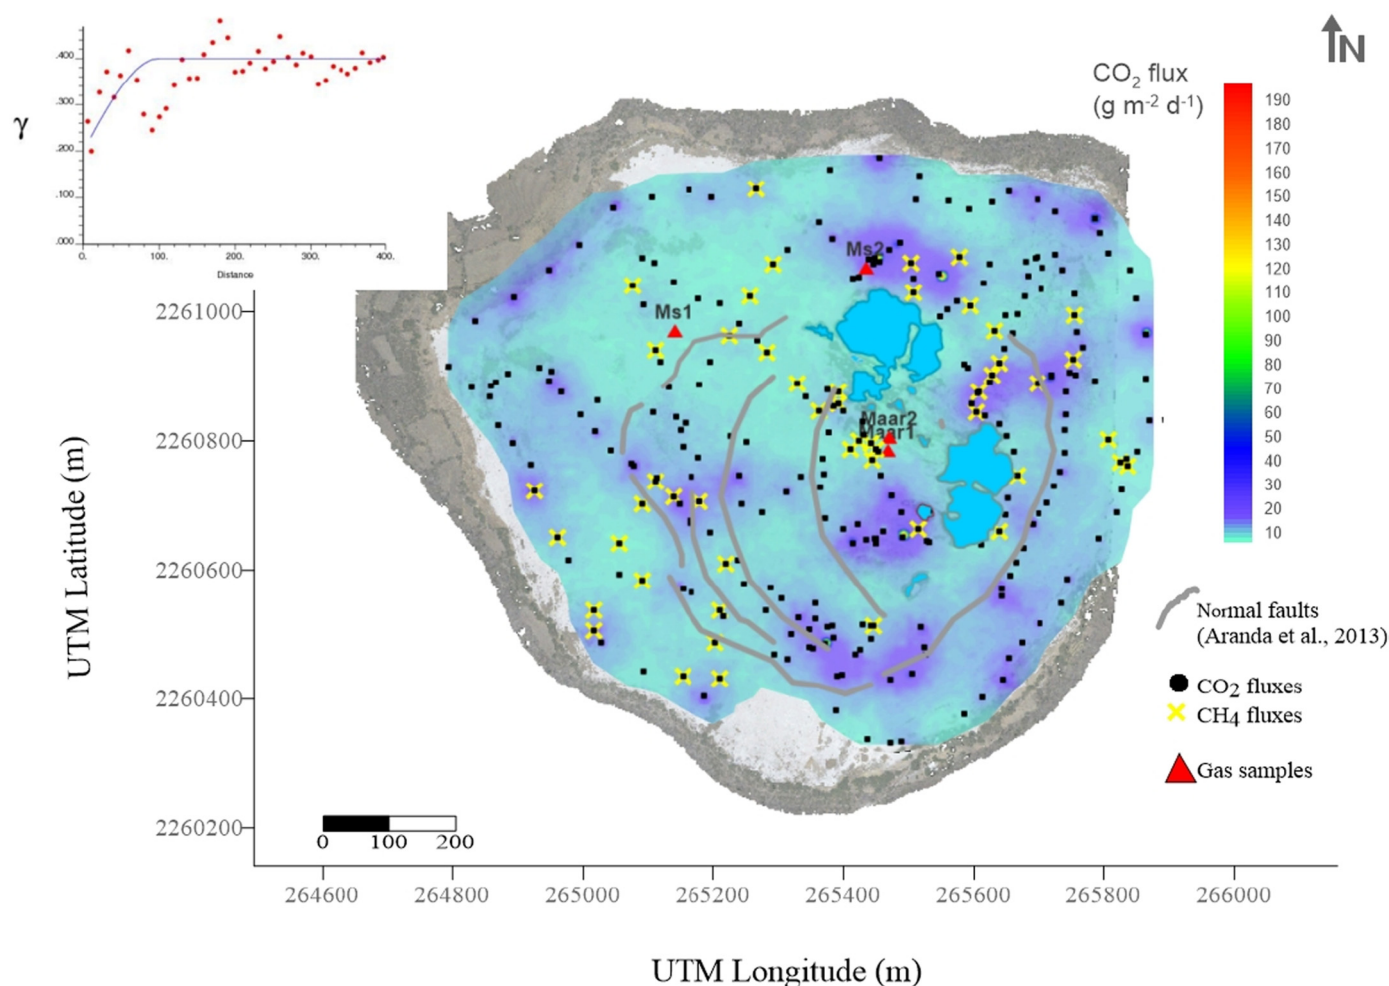 N
CO2 flux
(g m-2 d-1)
190
180
170
160
150
140
130
120
110
100
90
80
70
60
50
40
30
20
10
γ
.400
.300
.200
.100
.000
0.
100.
200.
300.
400.
Distance
Ms2
Ms1
Maar2
Maar1
2261000
2260800
2260600
2260400
2260200
UTM Latitude (m)
Normal faults
(Aranda et al., 2013)
CO2 fluxes
CH4 fluxes
Gas samples
0 100 200
264600 264800 265000 265200 265400 265600 265800 266000
UTM Longitude (m)